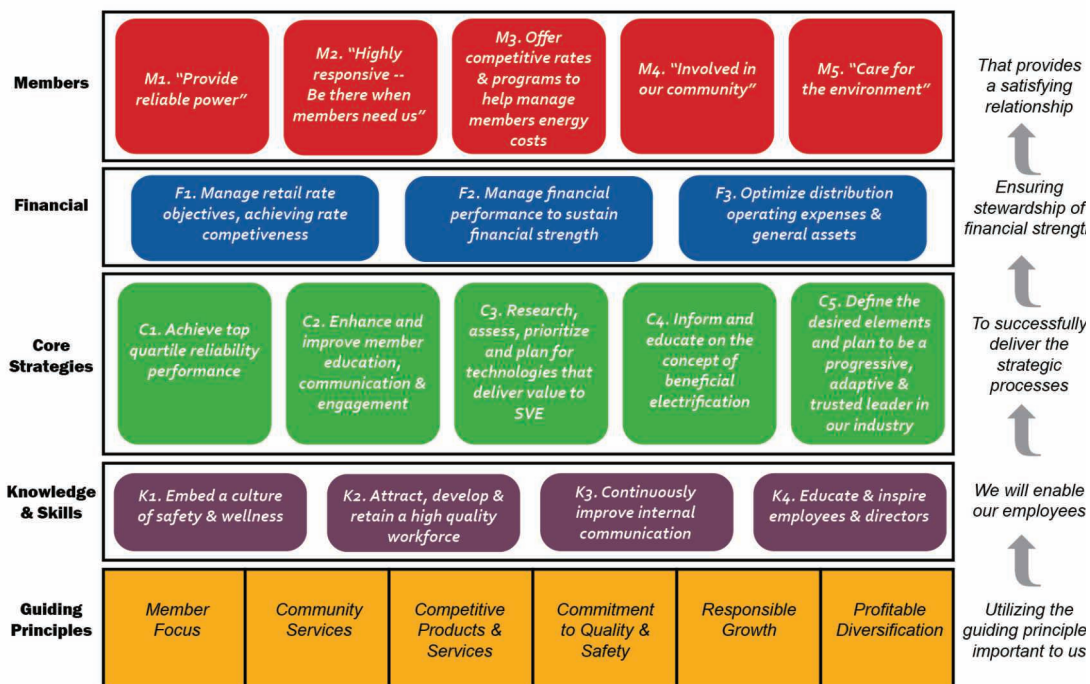 Members
M1. "Provide
reliable power"
M2. "Highly
responsive --
Be there when
members need us"
M3. Offer
competitive rates
& programs to
help manage
members energy
costs
M4. "Involved in
our community"
M5. "Care for
the environment"
That provides
a satisfying
relationship
Financial
F1. Manage retail rate
objectives, achieving rate
competiveness
F2. Manage financial
performance to sustain
financial strength
F3. Optimize distribution
operating expenses &
general assets
Ensuring
stewardship of
financial strength
Core
Strategies
C1. Achieve top
quartile reliability
performance
C2. Enhance and
improve member
education,
communication &
engagement
C3. Research,
assess, prioritize
and plan for
technologies that
deliver value to
SVE
C4. Inform and
educate on the
concept of
beneficial
electrification
C5. Define the
desired elements
and plan to be a
progressive,
adaptive &
trusted leader in
our industry
To successfully
deliver the
strategic
processes
Knowledge
& Skills
K1. Embed a culture
of safety & wellness
K2. Attract, develop &
retain a high quality
workforce
K3. Continuously
improve internal
communication
K4. Educate & inspire
employees & directors
We will enable
our employees
Guiding
Principles
Member
Focus
Community
Services
Competitive
Products &
Services
Commitment
to Quality &
Safety
Responsible
Growth
Profitable
Diversification
Utilizing the
guiding principle
important to us